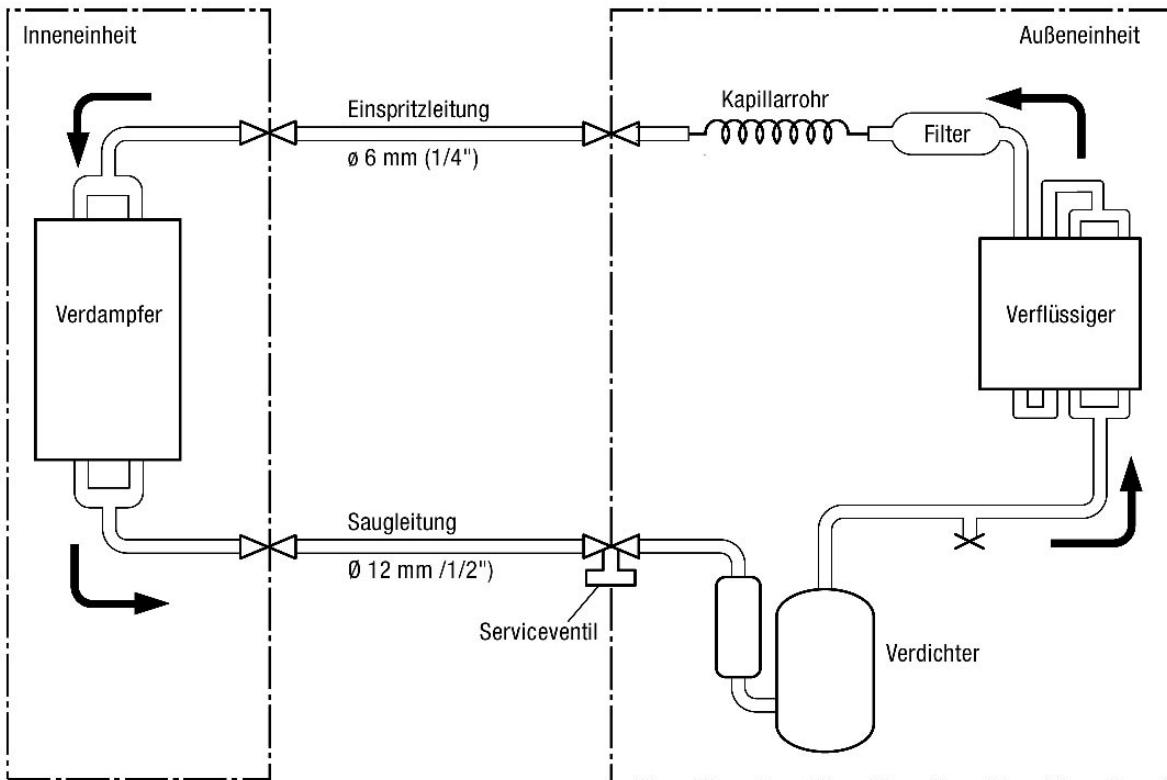 Inneneinheit
Außeneinheit
Einspritzleitung
ø 6 mm (1/4")
Kapillarrohr
Filter
Verdampfer
Verflüssiger
Saugleitung
Ø 12 mm /1/2")
Serviceventil
Verdichter